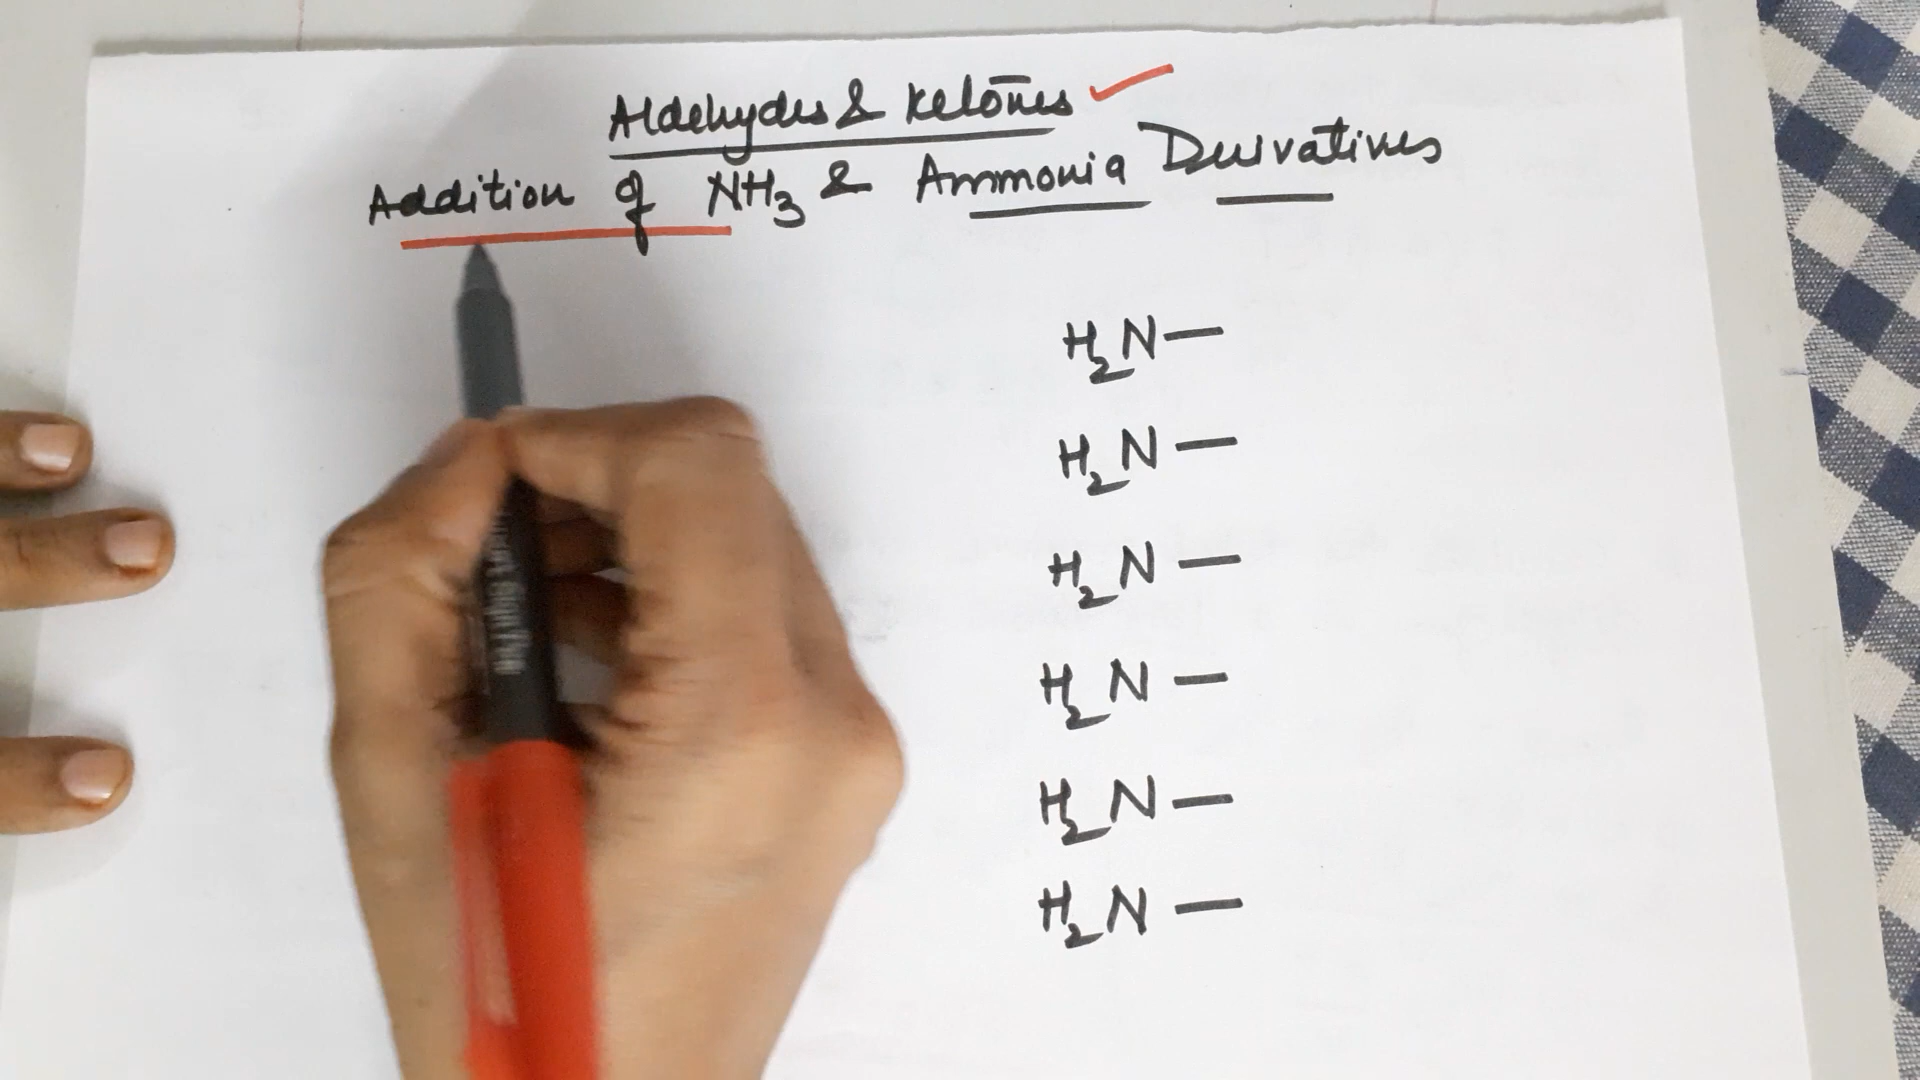 Aldehydes & Ketones
Addition of NH3 & Ammonia Derivatives
H2N—
H2N—
H2N—
H2N—
H2N—
H2N—